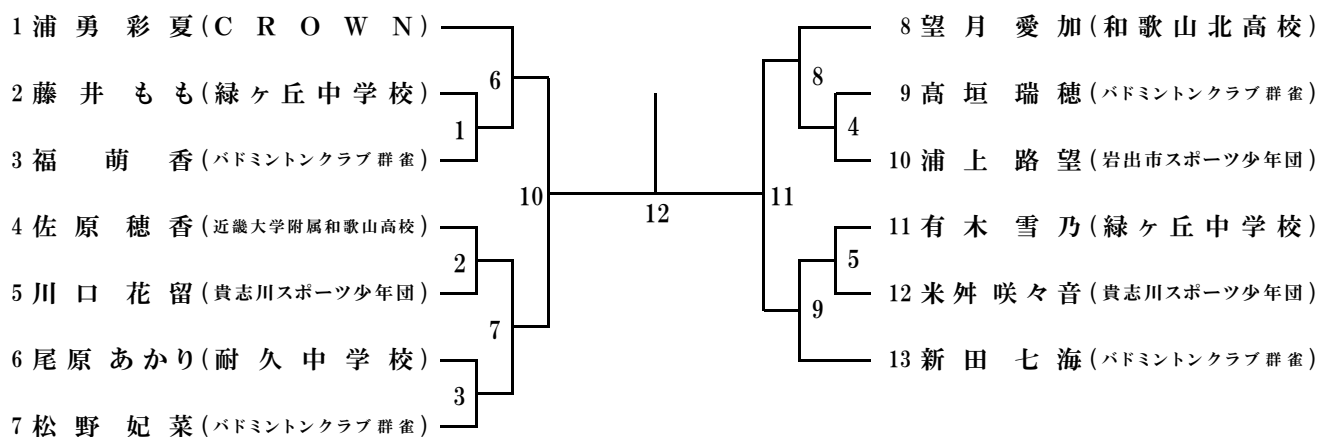 1 浦勇彩夏(CROWN)
2 藤井もも(緑ヶ丘中学校)
3 福萌香(バドミントンクラブ群雀)
4 佐原穂香(近畿大学附属和歌山高校)
5 川口花留(貴志川スポーツ少年団)
6 尾原あかり(耐久中学校)
7 松野妃菜(バドミントンクラブ群雀)
6
1
10
2
7
3
12
8 望月愛加(和歌山北高校)
9 高垣瑞穂(バドミントンクラブ群雀)
10 浦上路望(岩出市スポーツ少年団)
11 有木雪乃(緑ヶ丘中学校)
12 米舛咲々音(貴志川スポーツ少年団)
13 新田七海(バドミントンクラブ群雀)
8
4
11
5
9